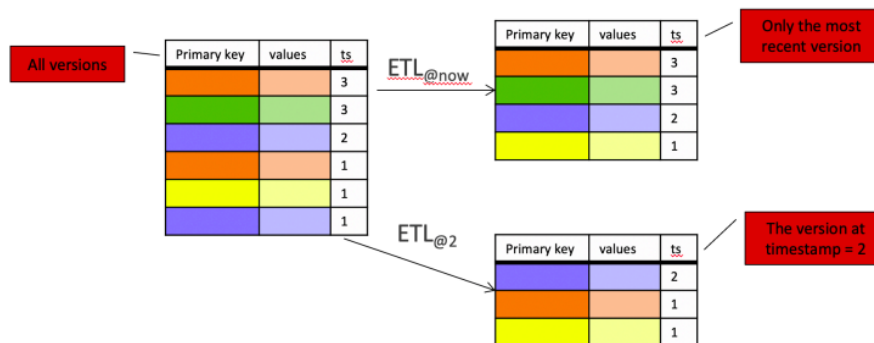 All versions
Primary key values ts
3
3
2
1
1
1
ETL@now
Primary key values ts
3
3
2
1
Only the most
recent version
ETL@2
Primary key values ts
2
1
1
The version at
timestamp = 2